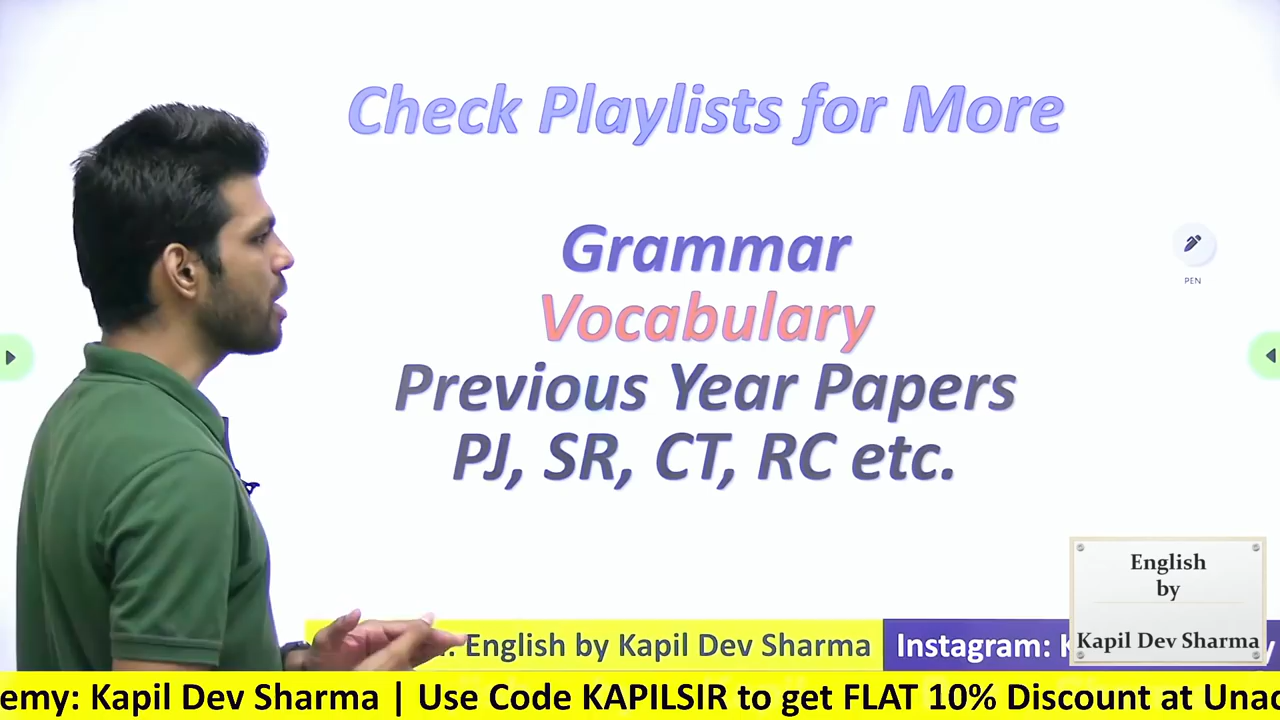 Check Playlists for More
Grammar
Vocabulary
Previous Year Papers
PJ, SR, CT, RC etc.
PEN
English
by
Kapil Dev Sharma
English by Kapil Dev Sharma
Instagram:
Kapil Dev Sharma | Use Code KAPILSIR to get FLAT 10% Discount at